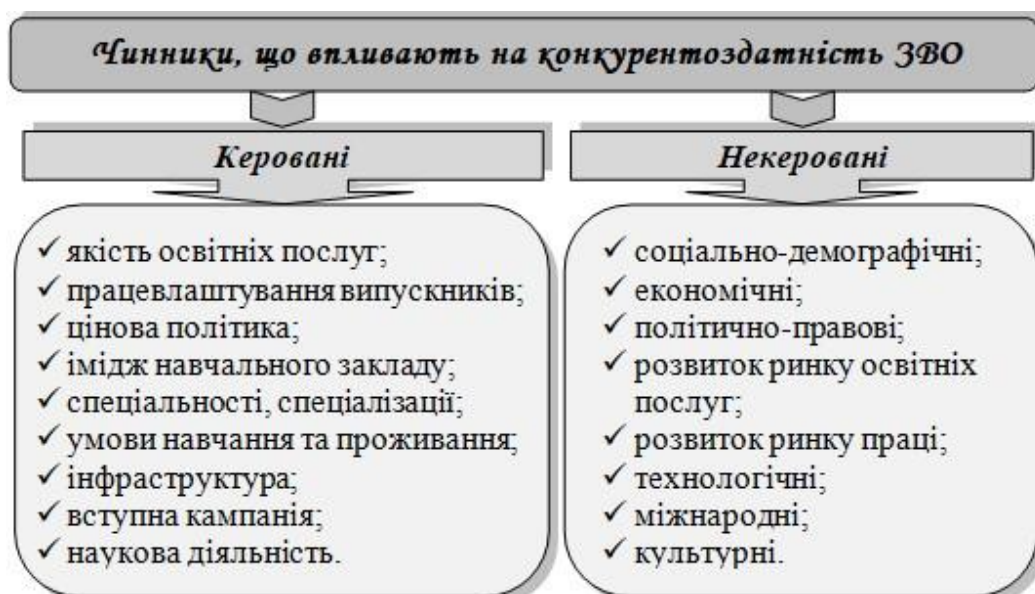 Чинники, що впливають на конкурентоздатність ЗВО
Керовані
✓ якість освітніх послуг;
✓ працевлаштування випускників;
✓ цінова політика;
✓ імідж навчального закладу;
✓ спеціальності, спеціалізації;
✓ умови навчання та проживання;
✓ інфраструктура;
✓ вступна кампанія;
✓ наукова діяльність.
Некеровані
✓ соціально-демографічні;
✓ економічні;
✓ політично-правові;
✓ розвиток ринку освітніх
послуг;
✓ розвиток ринку праці;
✓ технологічні;
✓ міжнародні;
✓ культурні.